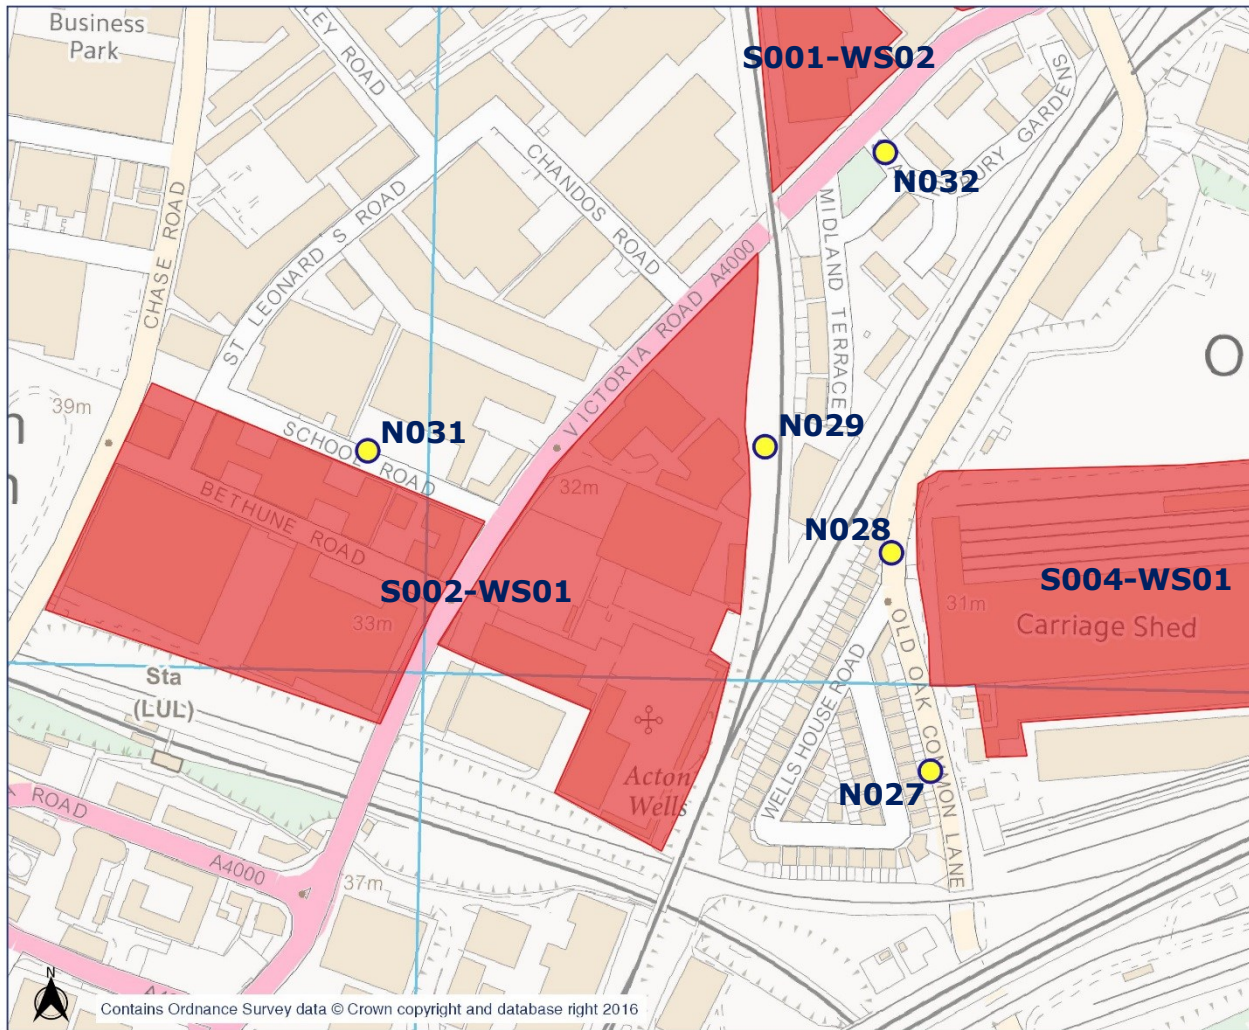 Business
Park
LEY ROAD
S001-WS02
CHANDOS ROAD
N032
BURY GARDENS
CHASE ROAD
ST LEONARD'S ROAD
MIDLAND TERRACE
VICTORIA ROAD A4000
O
39m
SCHOOL ROAD
N031
N029
BETHUNE ROAD
32m
N028
S002-WS01
S004-WS01
33m
31m
Carriage Shed
Sta
(LUL)
WELLS HOUSE ROAD
OLD OAK COMMON LANE
Acton
Wells
N027
ROAD
A4000
37m
N
Contains Ordnance Survey data © Crown copyright and database right 2016